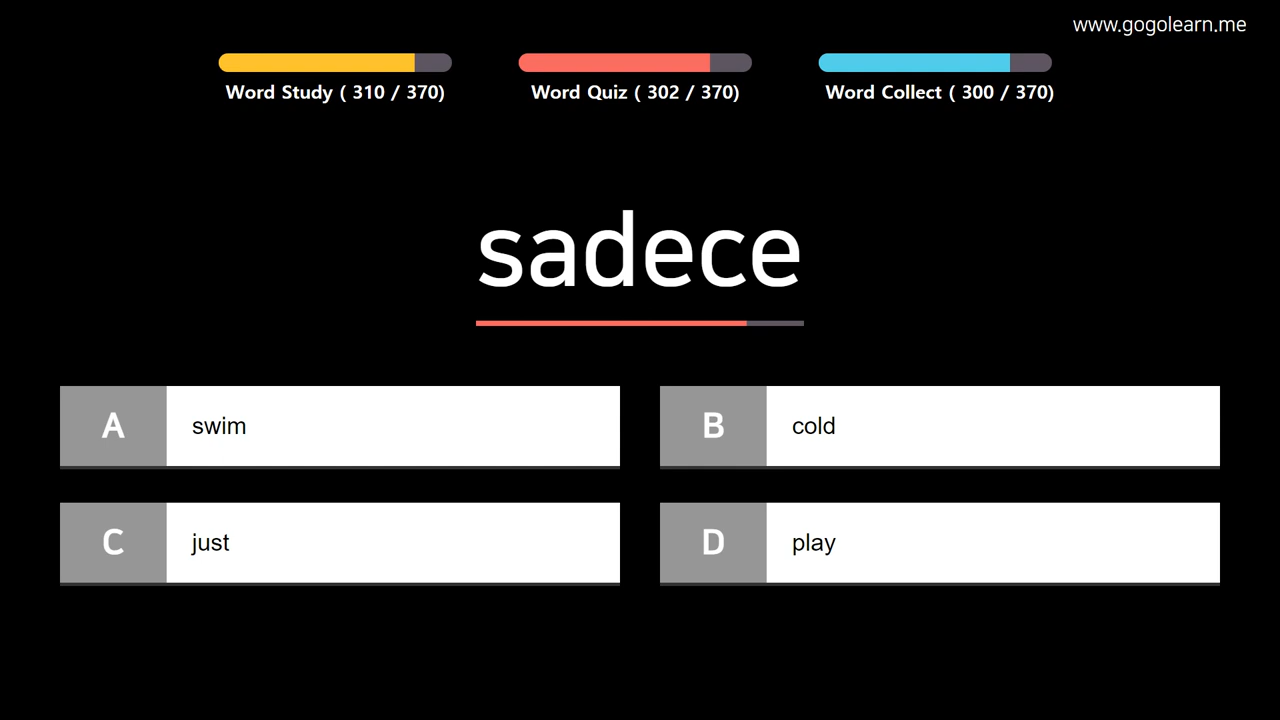 www.gogolearn.me
Word Study ( 310 / 370)
Word Quiz ( 302 / 370)
Word Collect ( 300 / 370)
sadece
A swim
B cold
C just
D play